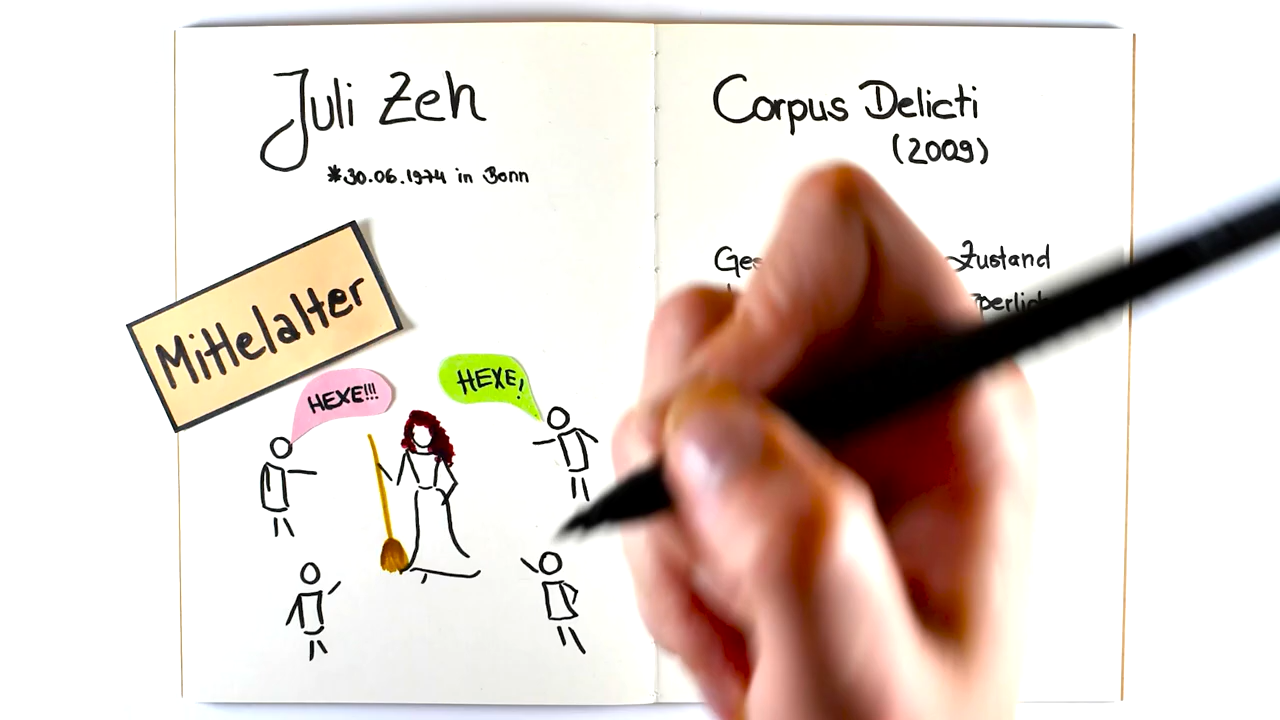 Juli Zeh
*30.06.1974 in Bonn
Mittelalter
HEXE!!!
HEXE!
Corpus Delicti
(2009)
Zustand